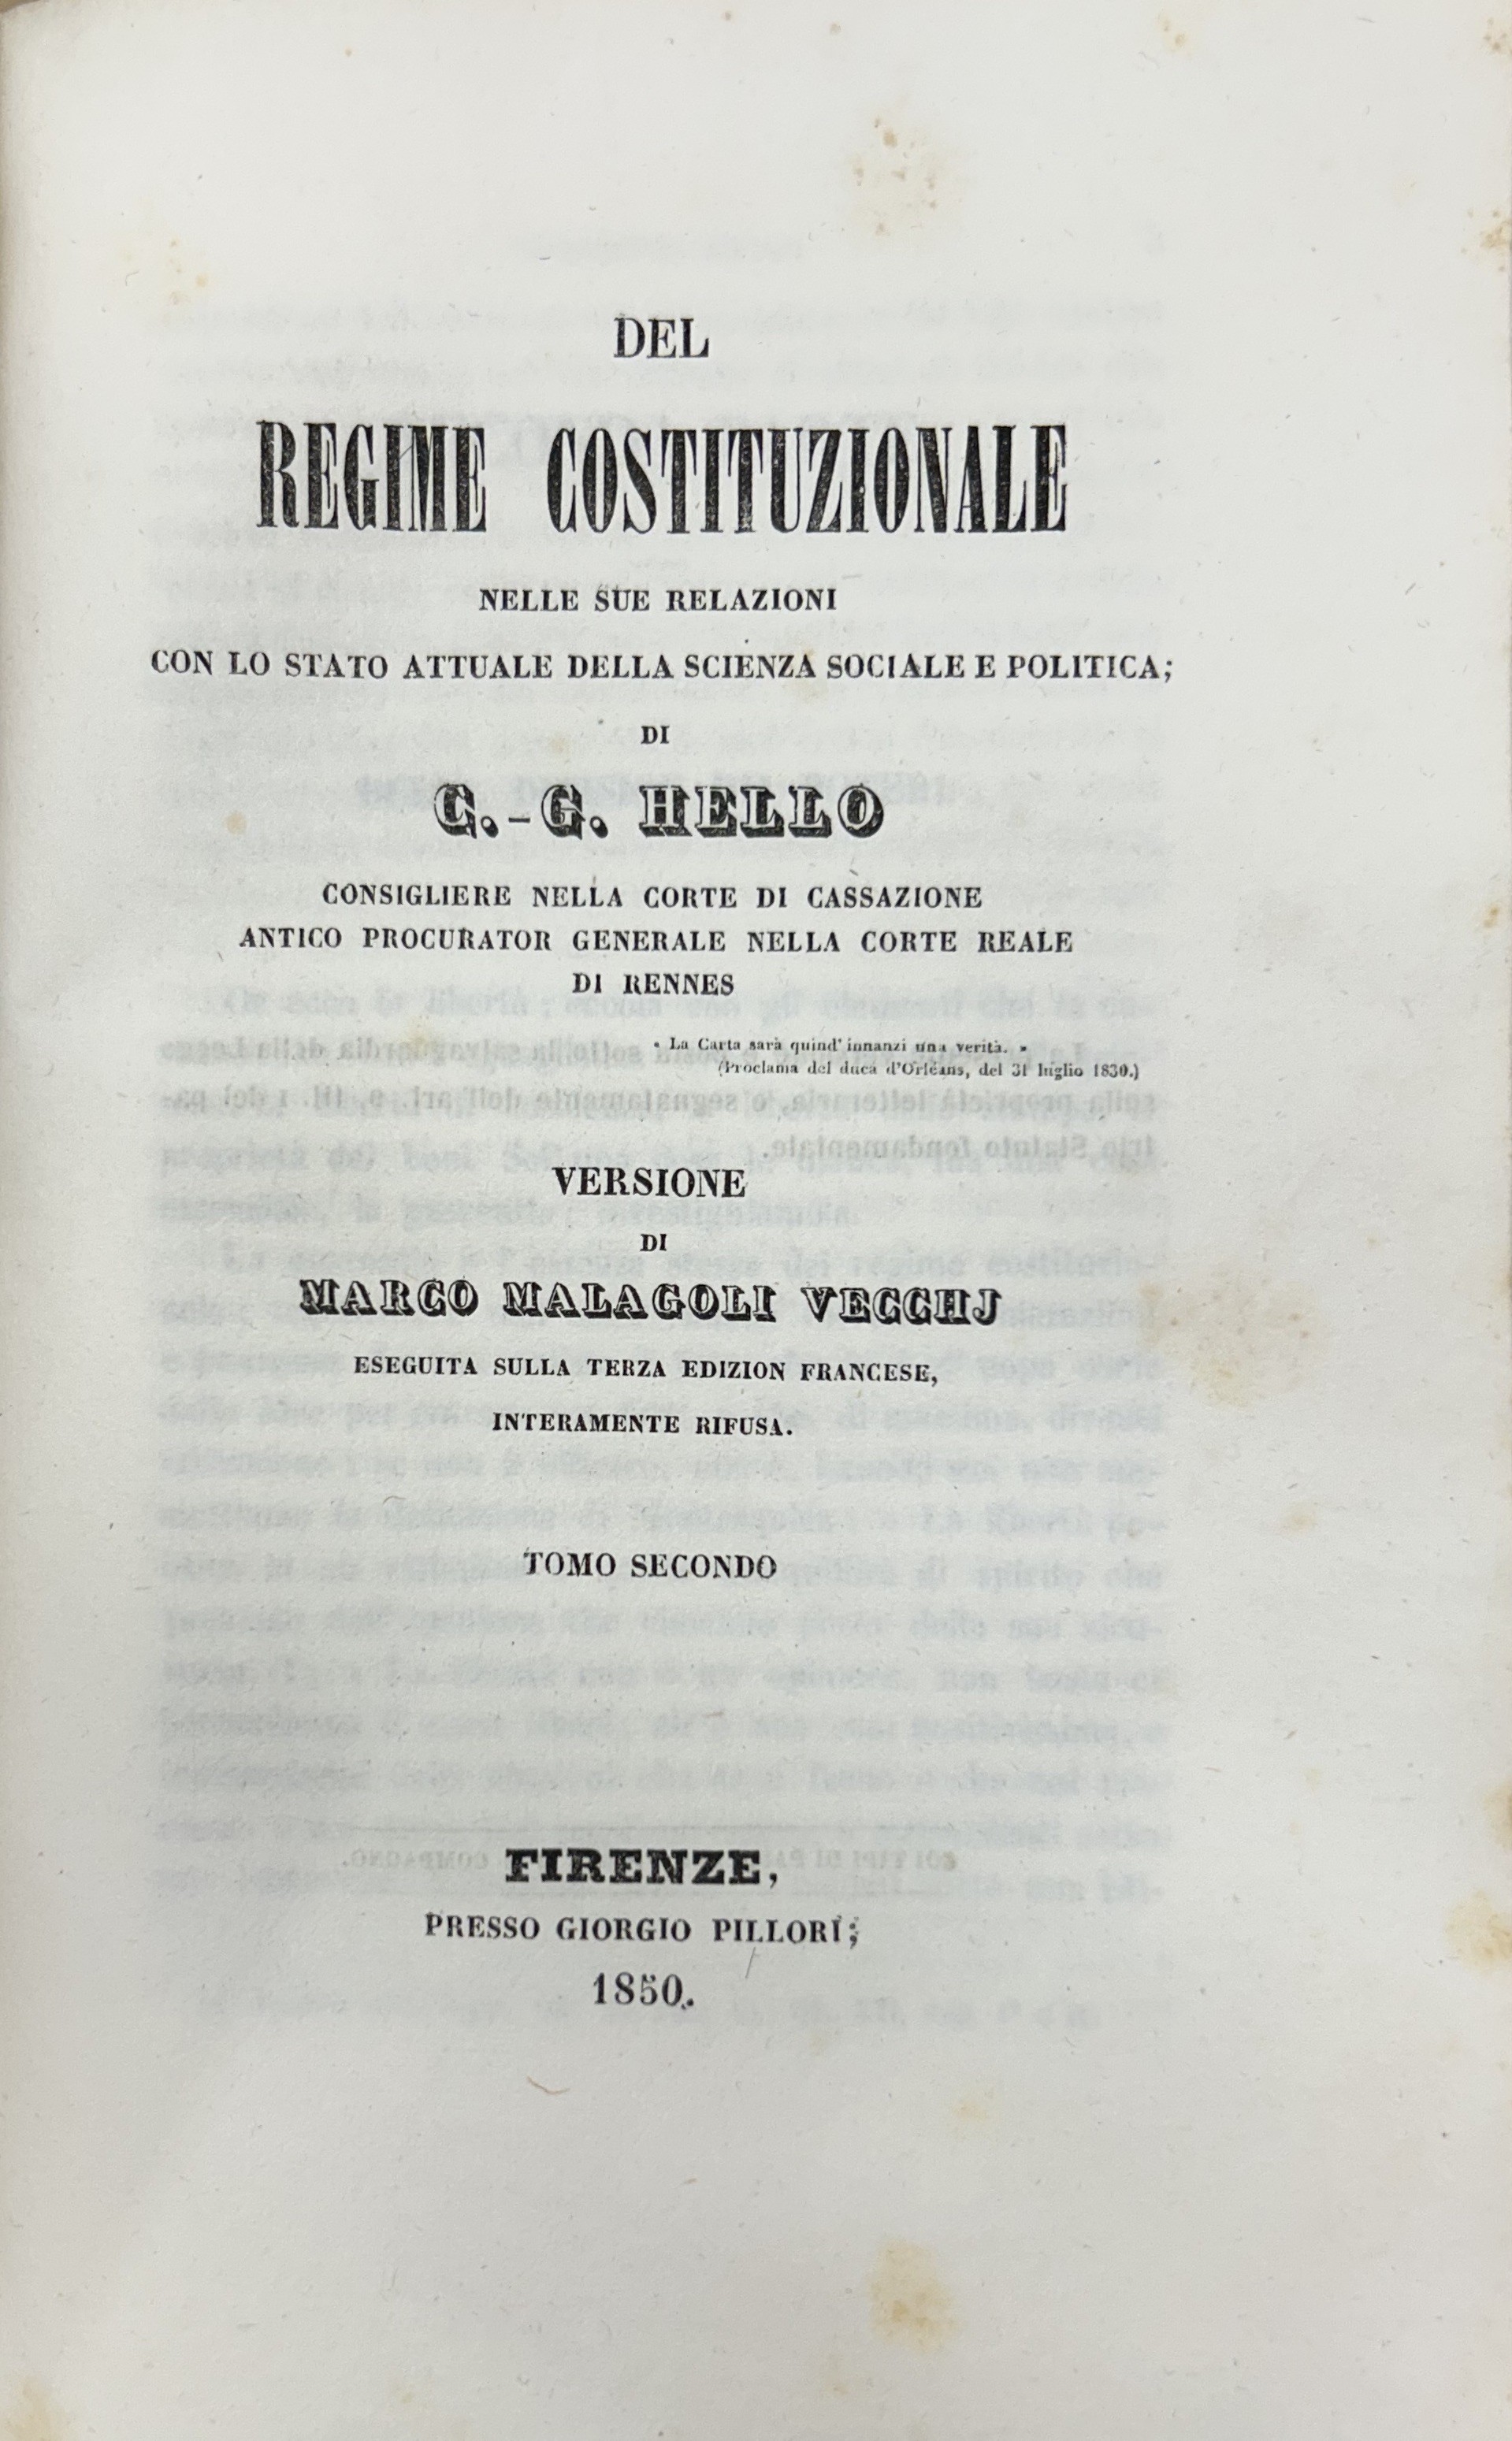 DEL
REGIME COSTITUZIONALE
NELLE SUE RELAZIONI
CON LO STATO ATTUALE DELLA SCIENZA SOCIALE E POLITICA;
DI
C.-G. HELLO
CONSIGLIERE NELLA CORTE DI CASSAZIONE
ANTICO PROCURATOR GENERALE NELLA CORTE REALE
DI RENNES
« La Carta sarà quind' innanzi una verità. »
(Proclama del duca d'Orléans, del 31 luglio 1830.)
VERSIONE
DI
MARCO MALAGOLI VECCHJ
ESEGUITA SULLA TERZA EDIZION FRANCESE,
INTERAMENTE RIFUSA.
TOMO SECONDO
FIRENZE,
PRESSO GIORGIO PILLORI;
1850.